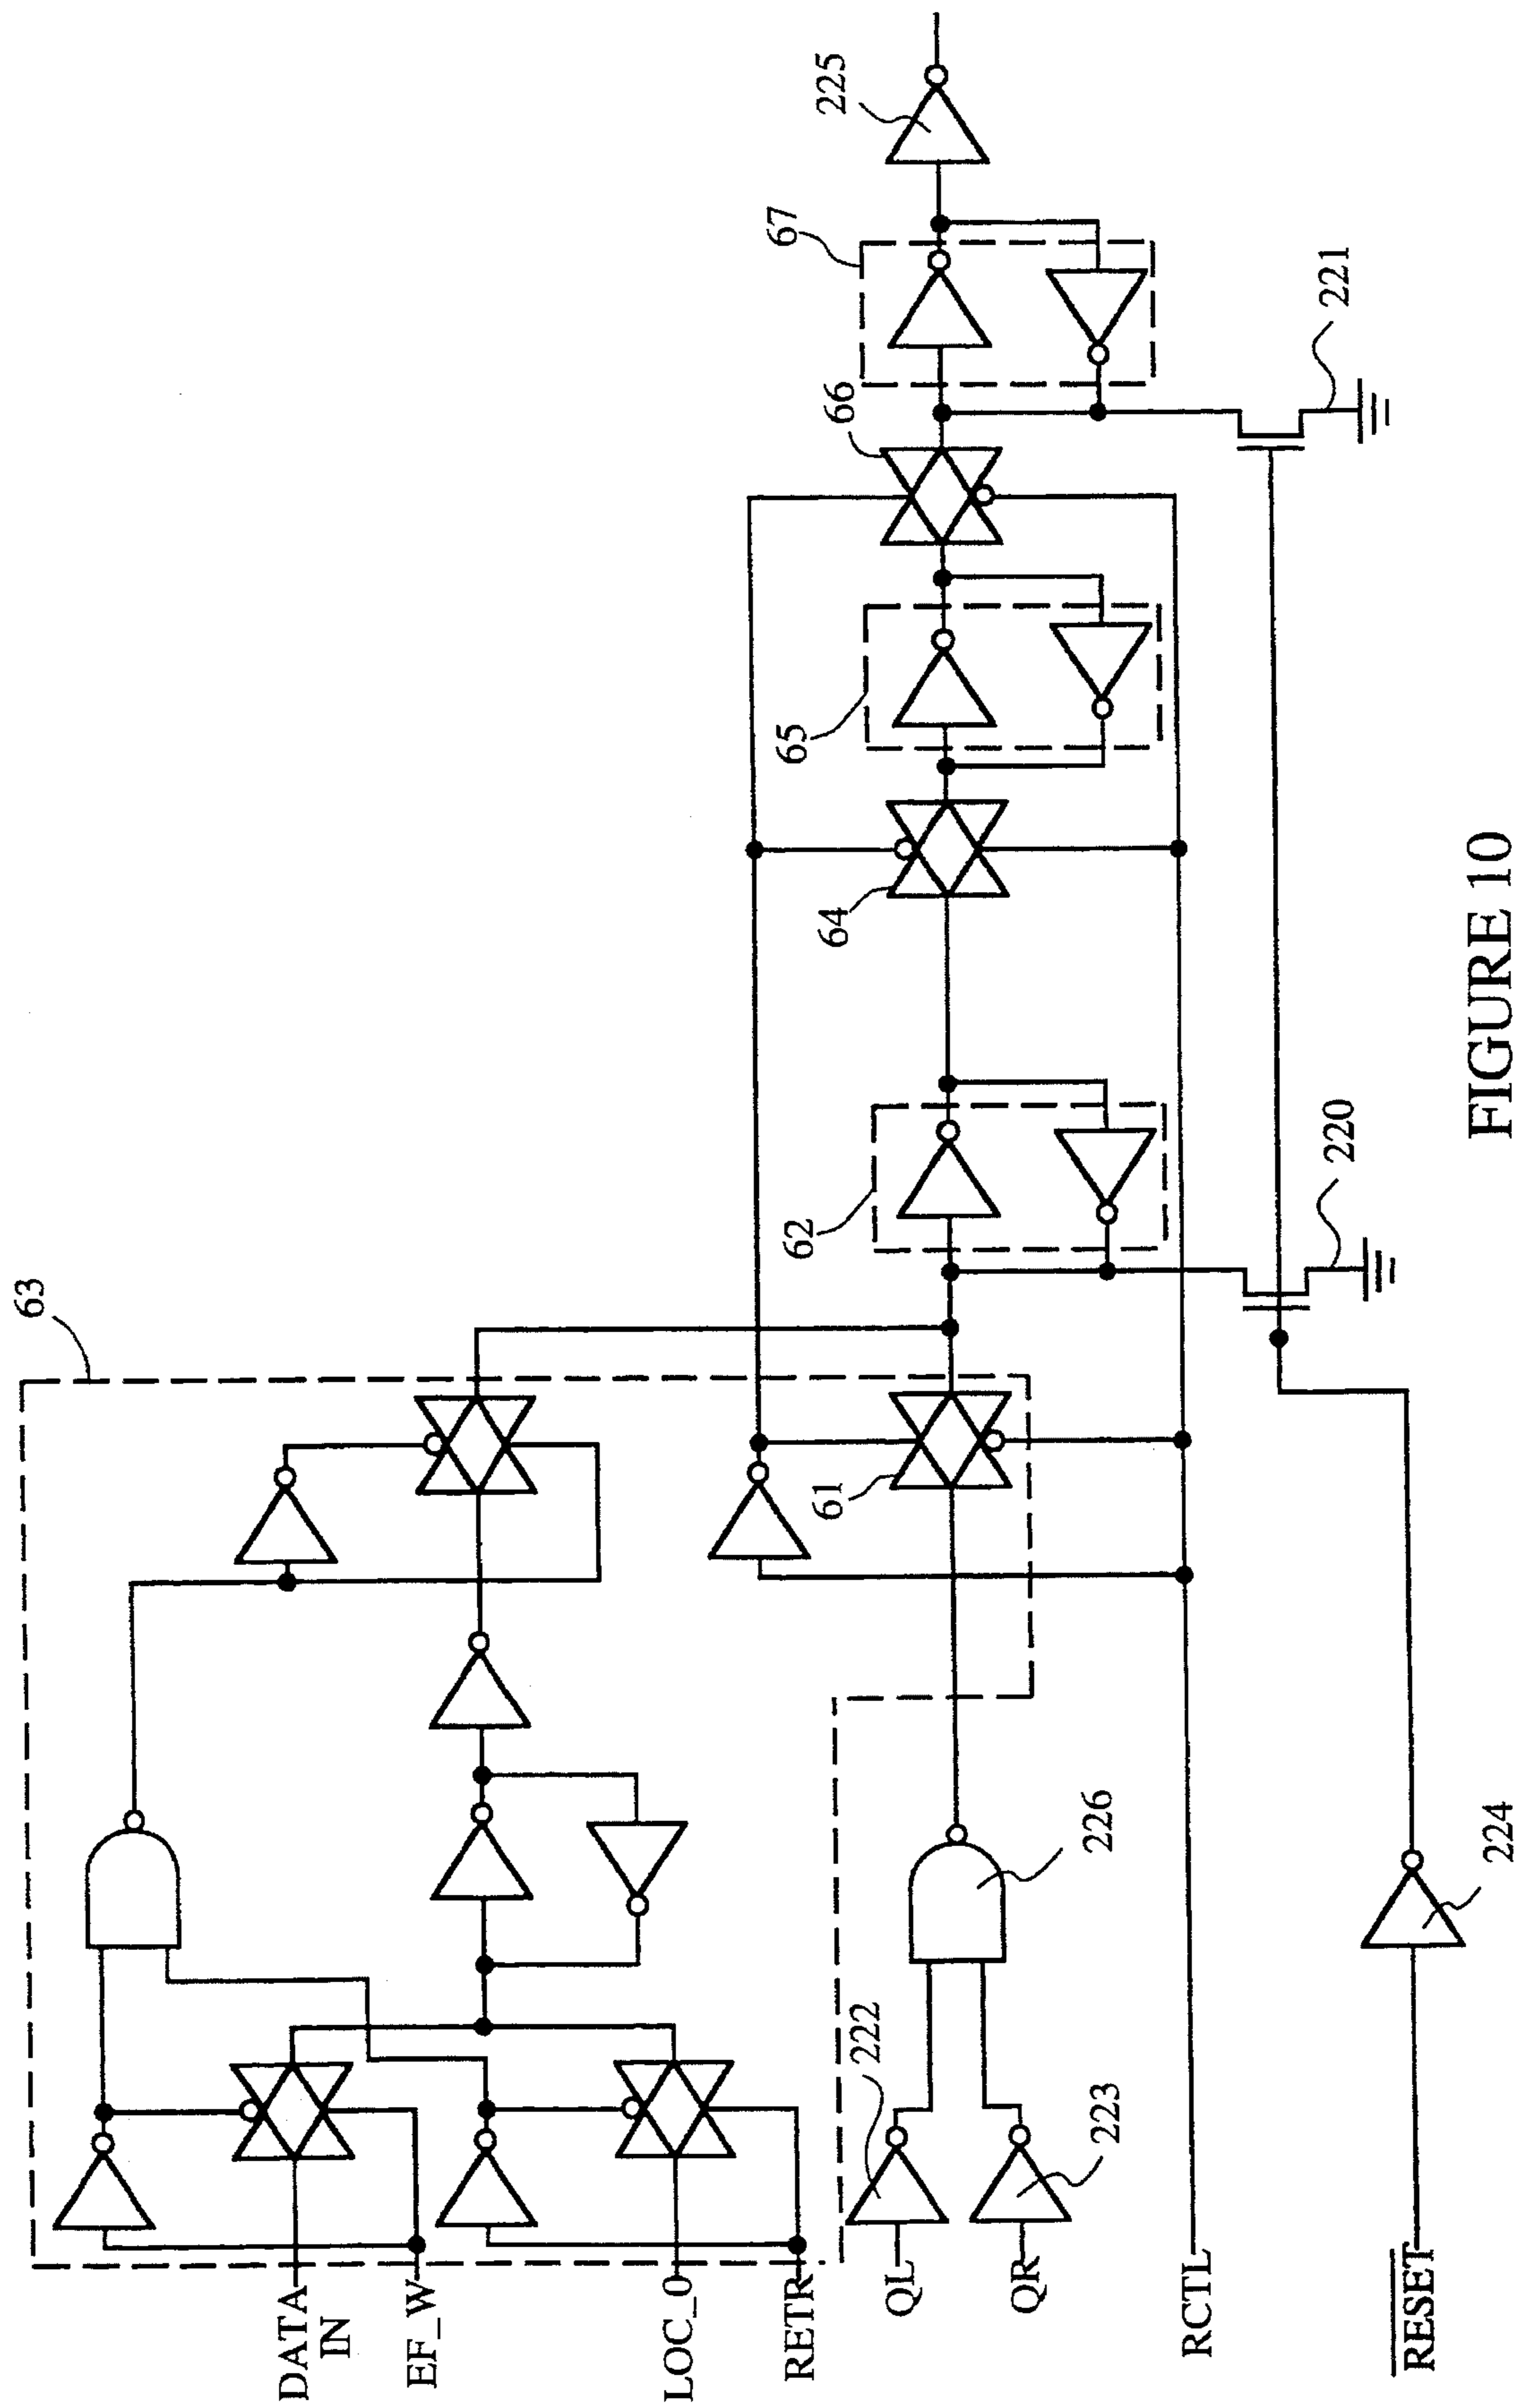 63
DATA
IN
EF_W
LOC_0
RETR
QL
QR
RCTL
RESET
222
223
226
224
61
62
64
65
66
67
225
220
221
FIGURE 10